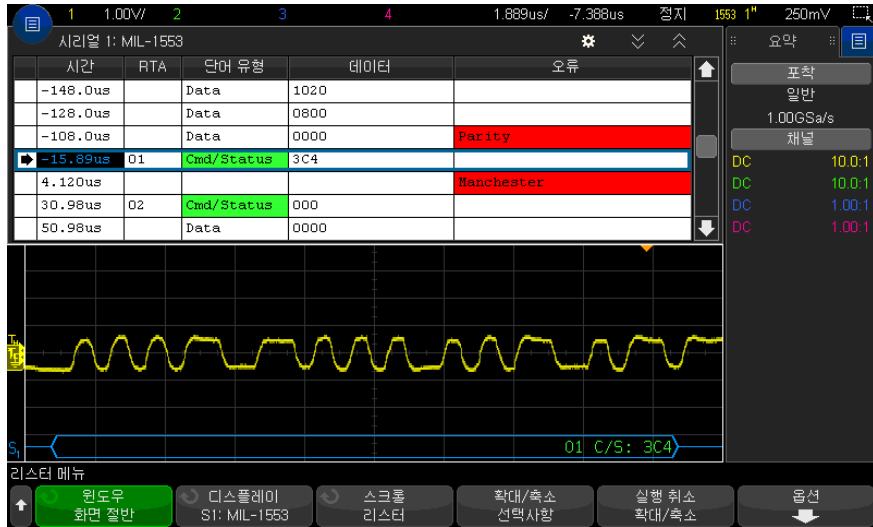 1 1.00V/ 2 3 4 1.889us/ -7.388us 정지 1553 1ᴴ 250mV
시리얼 1: MIL-1553
요약
시간 RTA 단어 유형 데이터 오류
-148.0us Data 1020
-128.0us Data 0800
-108.0us Data 0000 Parity
-15.89us 01 Cmd/Status 3C4
4.120us Manchester
30.98us 02 Cmd/Status 000
50.98us Data 0000
포착
일반
1.00GSa/s
채널
DC 10.0:1
DC 10.0:1
DC 1.00:1
DC 1.00:1
S₁ 01 C/S: 3C4
리스터 메뉴
윈도우
화면 절반
디스플레이
S1: MIL-1553
스크롤
리스터
확대/축소
선택사항
실행 취소
확대/축소
옵션